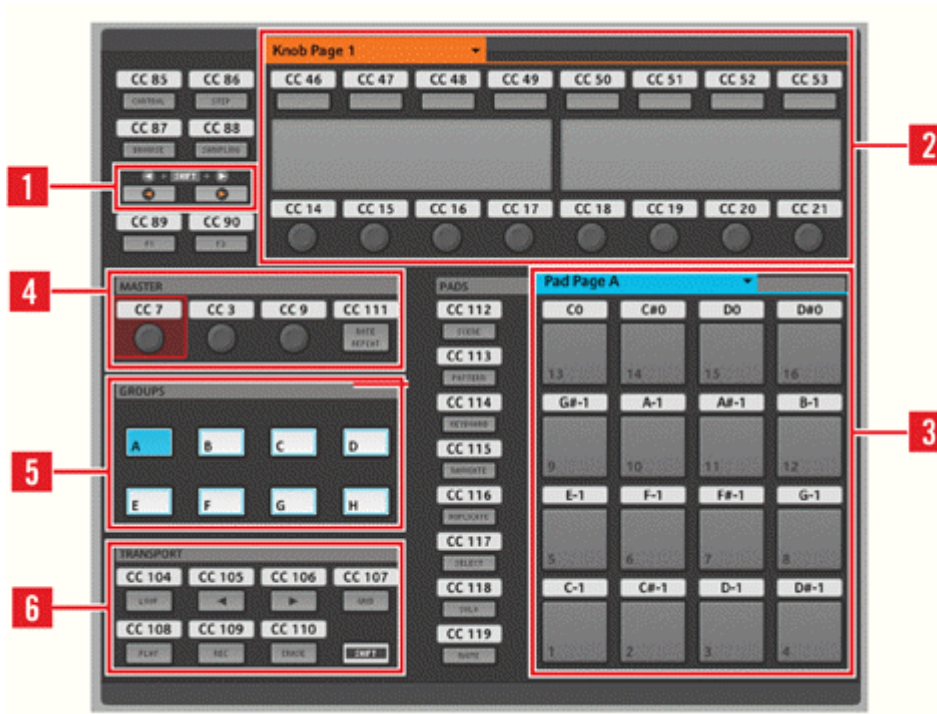 Knob Page 1
CC 85 CC 86 CC 46 CC 47 CC 48 CC 49 CC 50 CC 51 CC 52 CC 53
CONTROL STEP
CC 87 CC 88
BROWSE SAMPLING
2
1
SHIFT
CC 89 CC 90 CC 14 CC 15 CC 16 CC 17 CC 18 CC 19 CC 20 CC 21
F1 F2
4
MASTER PADS Pad Page A
CC 7 CC 3 CC 9 CC 111 CC 112 C0 C#0 D0 D#0
NOTE REPEAT SCENE
CC 113
13 14 15 16
PATTERN
GROUPS
CC 114 G#-1 A-1 A#-1 B-1
KEYBOARD
3
A B C D
CC 115
5
NAVIGATE
9 10 11 12
CC 116 E-1 F-1 F#-1 G-1
E F G H
DUPLICATE
CC 117
TRANSPORT
SELECT
5 6 7 8
CC 104 CC 105 CC 106 CC 107 CC 118 C-1 C#-1 D-1 D#-1
LOOP GRID SOLO
6
CC 108 CC 109 CC 110 CC 119
PLAY REC ERASE SHIFT MUTE
1 2 3 4